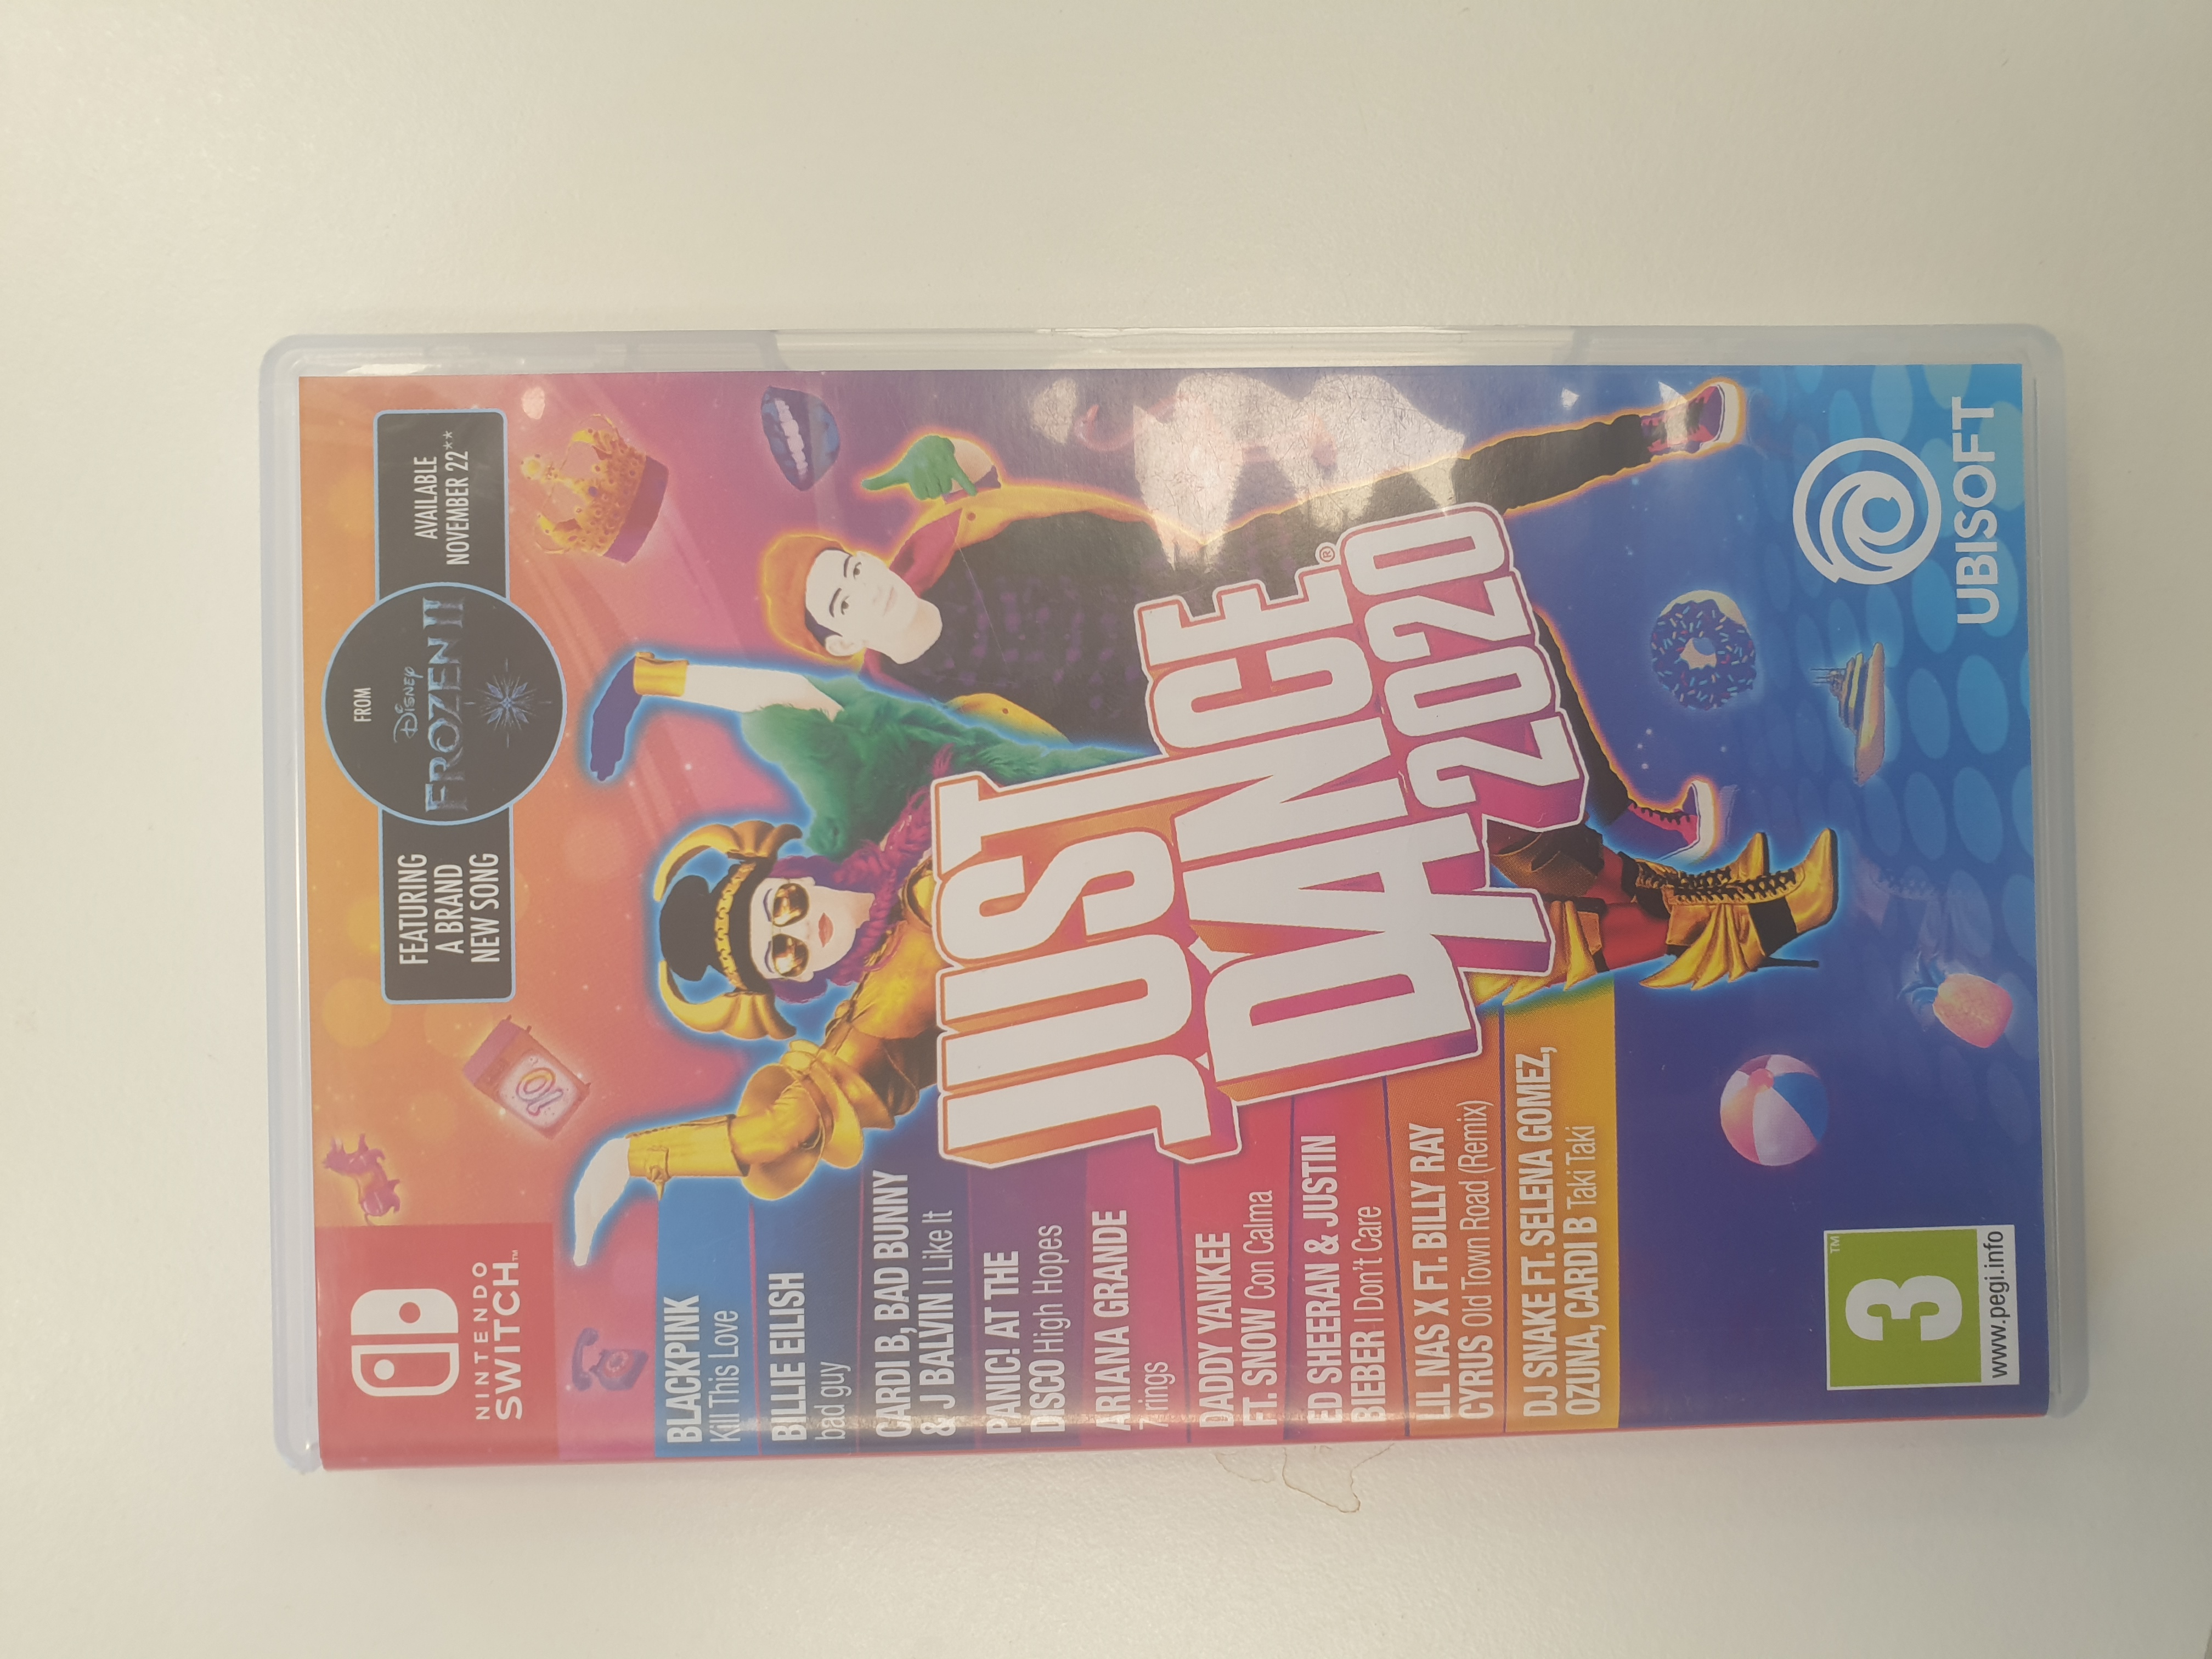 NINTENDO
SWITCH™
FEATURING
A BRAND
NEW SONG
FROM
Disney
FROZEN II
AVAILABLE
NOVEMBER 22**
10
BLACKPINK
Kill This Love
BILLIE EILISH
bad guy
CARDI B, BAD BUNNY
& J BALVIN I Like It
PANIC! AT THE
DISCO High Hopes
ARIANA GRANDE
7 rings
DADDY YANKEE
FT. SNOW Con Calma
ED SHEERAN & JUSTIN
BIEBER I Don't Care
LIL NAS X FT. BILLY RAY
CYRUS Old Town Road (Remix)
DJ SNAKE FT. SELENA GOMEZ,
OZUNA, CARDI B Taki Taki
JUST
DANCE®
2020
3™
www.pegi.info
UBISOFT